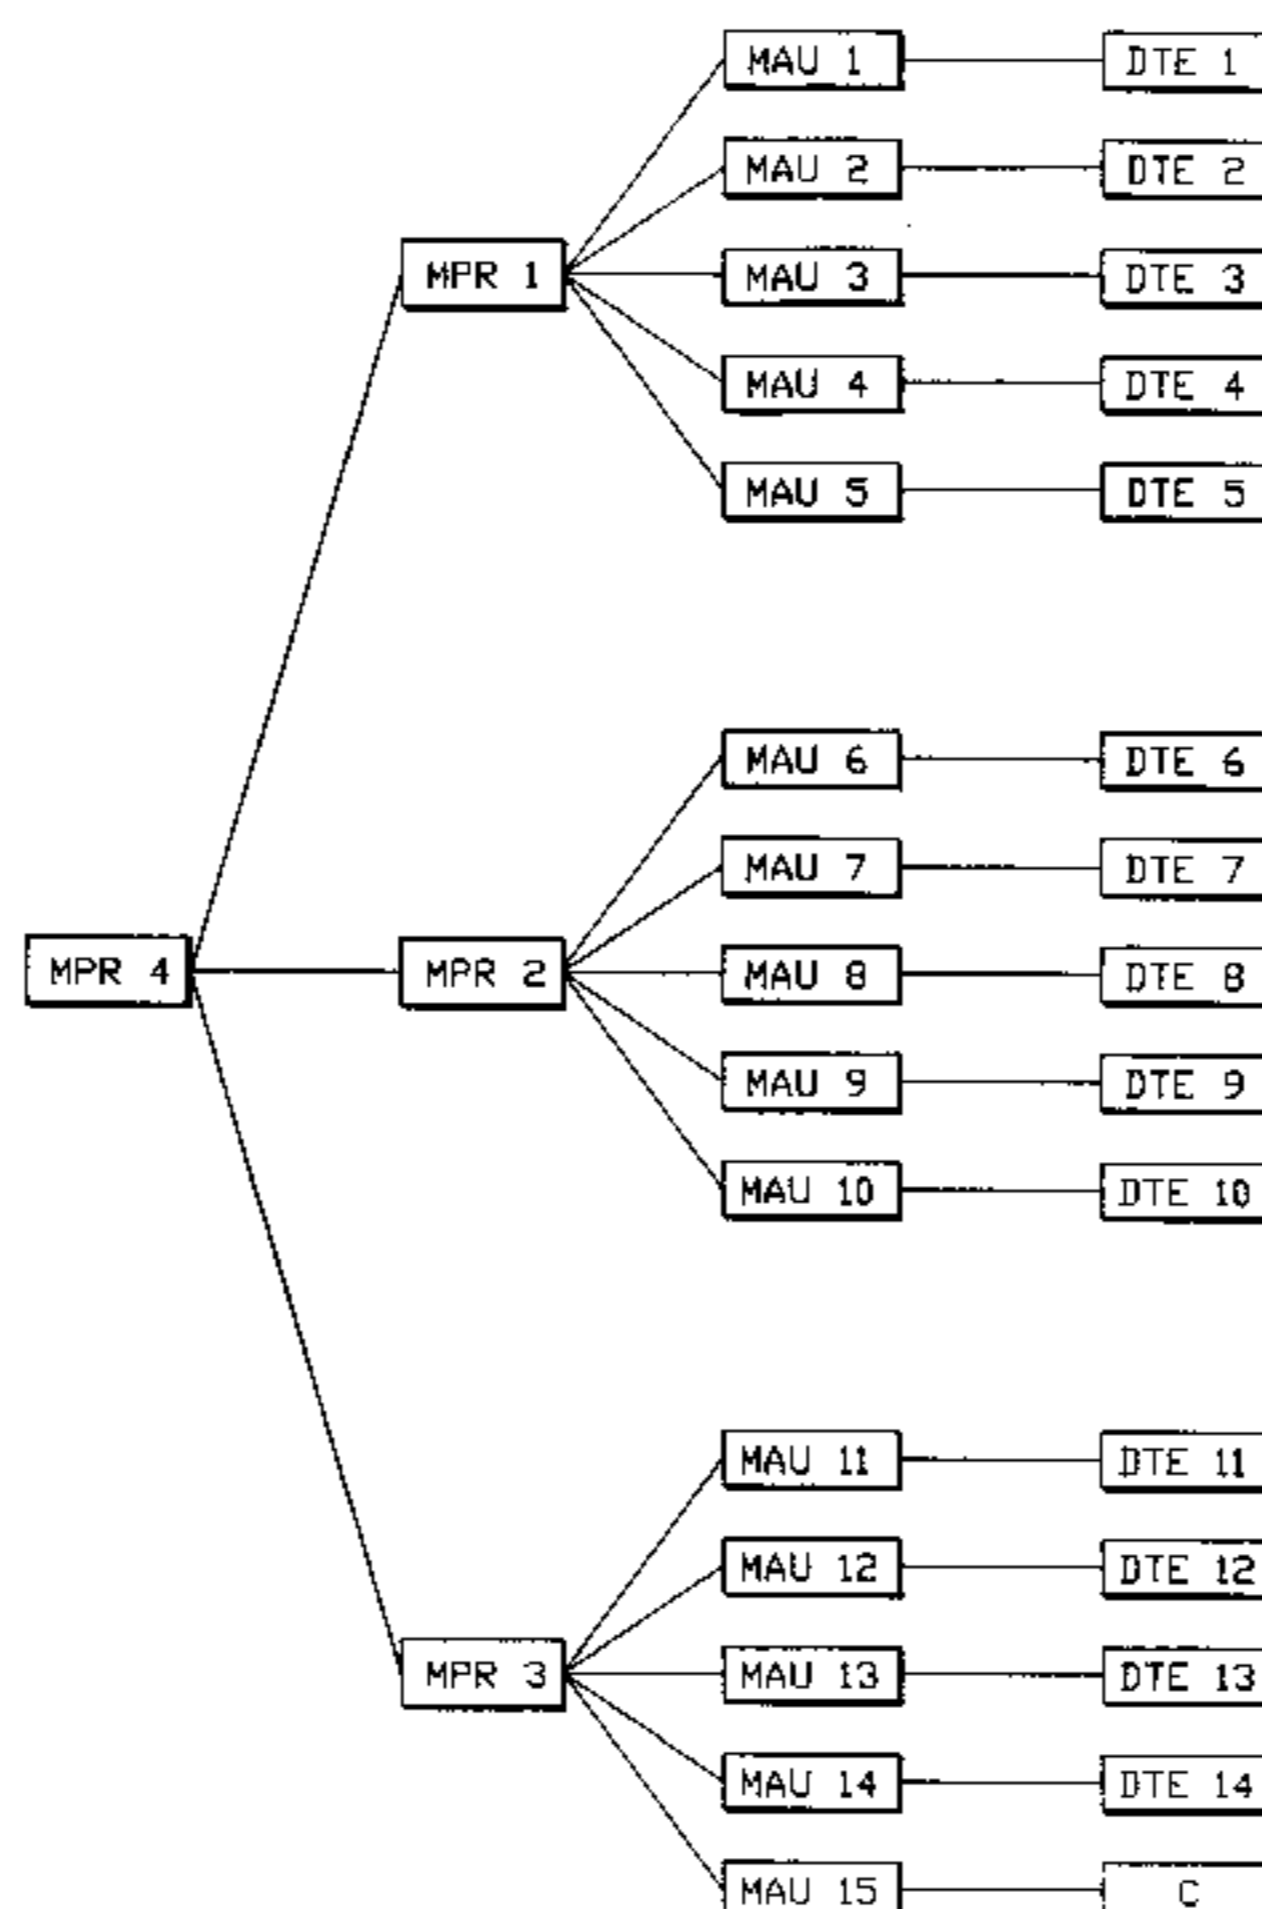 MAU 1 DTE 1
MAU 2 DTE 2
MPR 1 MAU 3 DTE 3
MAU 4 DTE 4
MAU 5 DTE 5
MAU 6 DTE 6
MAU 7 DTE 7
MPR 4 MPR 2 MAU 8 DTE 8
MAU 9 DTE 9
MAU 10 DTE 10
MAU 11 DTE 11
MAU 12 DTE 12
MPR 3 MAU 13 DTE 13
MAU 14 DTE 14
MAU 15 C